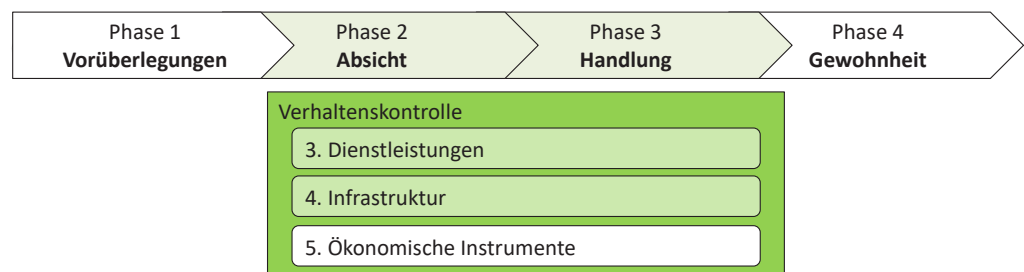 Phase 1
Vorüberlegungen
Phase 2
Absicht
Phase 3
Handlung
Phase 4
Gewohnheit
Verhaltenskontrolle
3. Dienstleistungen
4. Infrastruktur
5. Ökonomische Instrumente